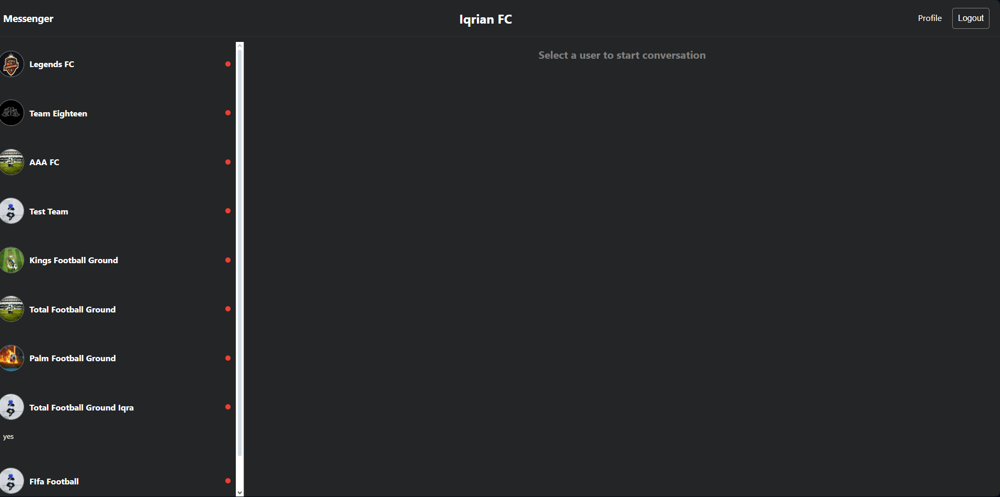 Messenger
Iqrian FC
Profile
Logout
Legends FC
Team Eighteen
AAA FC
Test Team
Kings Football Ground
Total Football Ground
Palm Football Ground
Total Football Ground Iqra
yes
FIfa Football
Select a user to start conversation